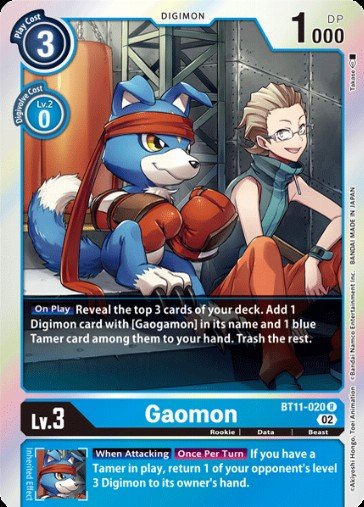 Play Cost
3
DIGIMON
DP
1000
Digivolve Cost
Lv.2
0
Takase
©Akiyoshi Hongo, Toei Animation ©Bandai Namco Entertainment Inc. BANDAI MADE IN JAPAN
On Play Reveal the top 3 cards of your deck. Add 1
Digimon card with [Gaogamon] in its name and 1 blue
Tamer card among them to your hand. Trash the rest.
Lv.3
Gaomon
BT11-020 R
02
Rookie | Data | Beast
Inherited Effect
When Attacking Once Per Turn If you have a
Tamer in play, return 1 of your opponent's level
3 Digimon to its owner's hand.